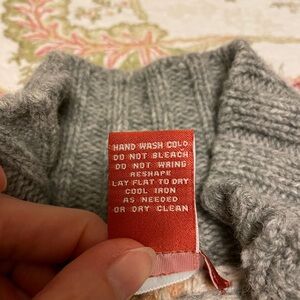 HAND WASH COLD
DO NOT BLEACH
DO NOT WRING
RESHAPE
LAY FLAT TO DRY
COOL IRON
AS NEEDED
OR DRY CLEAN